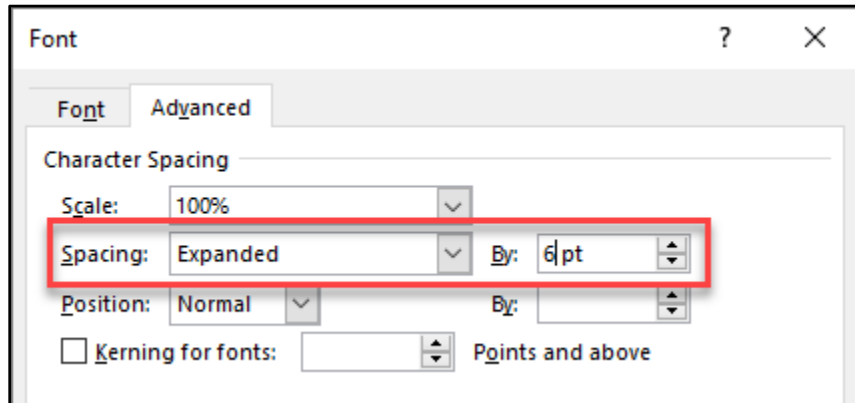 Font ?
Font Advanced
Character Spacing
Scale: 100%
Spacing: Expanded By: 6 pt
Position: Normal By:
Kerning for fonts: Points and above